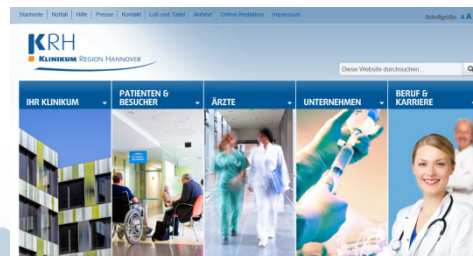 Startseite | Notfall | Hilfe | Presse | Kontakt | Lob und Tadel | Anfahrt | Online-Redaktion | Impressum
Schriftgröße: A A
KRH
KLINIKUM REGION HANNOVER
Diese Website durchsuchen...
IHR KLINIKUM
PATIENTEN &
BESUCHER
ÄRZTE
UNTERNEHMEN
BERUF &
KARRIERE